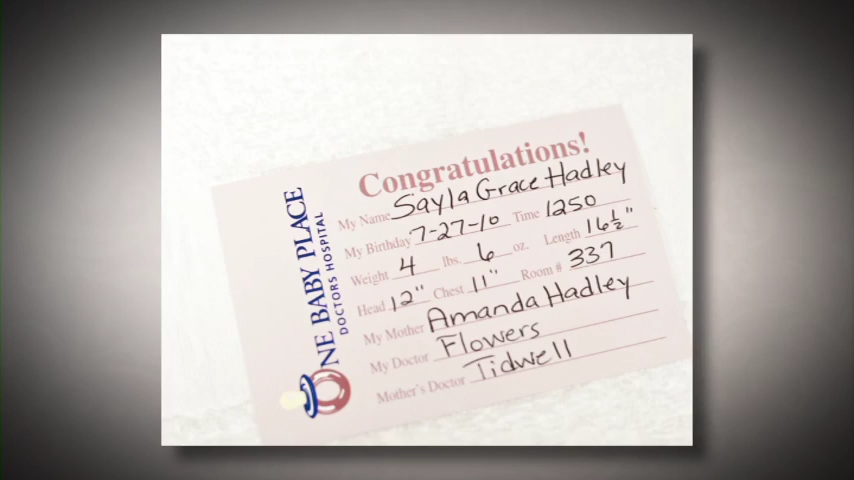 Congratulations!
My Name Sayla Grace Hadley
My Birthday 7-27-10 Time 1250
Weight 4 lbs. 6 oz. Length 16½"
Head 12" Chest 11" Room # 337
My Mother Amanda Hadley
My Doctor Flowers
Mother's Doctor Tidwell
ONE BABY PLACE
DOCTORS HOSPITAL